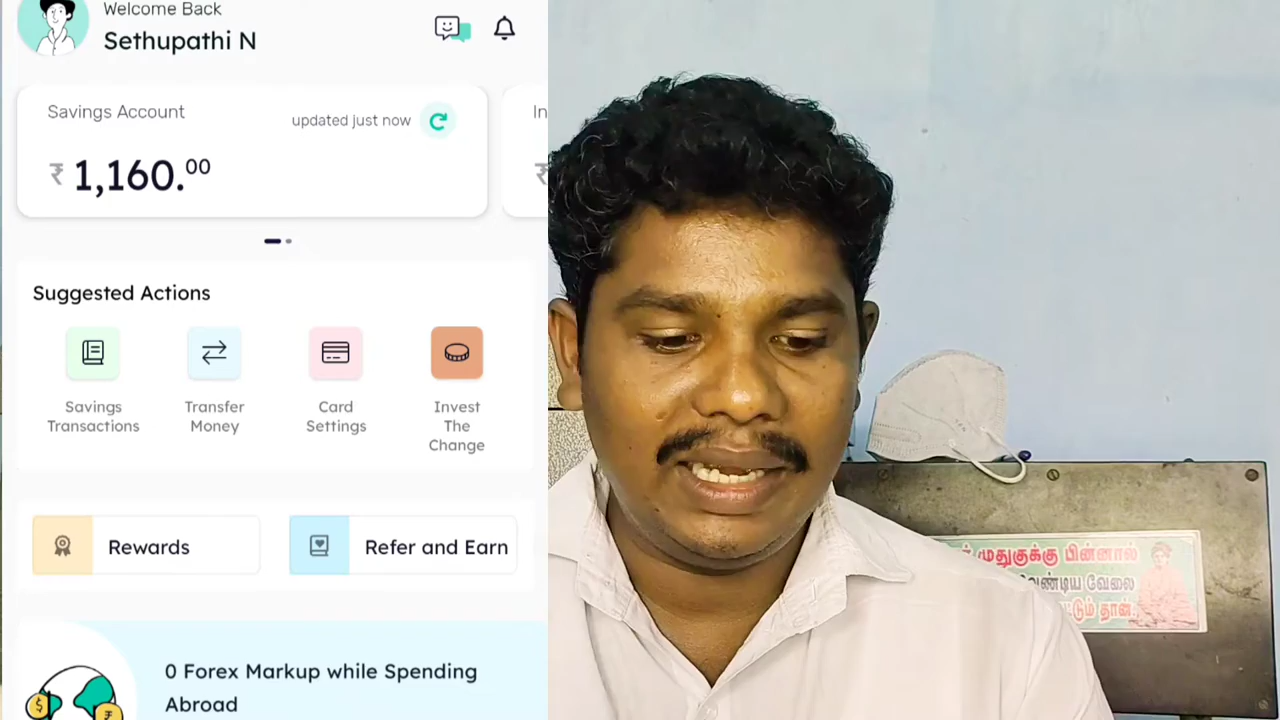 Welcome Back
Sethupathi N
Savings Account
updated just now
₹ 1,160.00
In
₹
Suggested Actions
Savings Transactions
Transfer Money
Card Settings
Invest The Change
Rewards
Refer and Earn
0 Forex Markup while Spending
Abroad
$
₹
முதுகுக்கு பின்னால்
வேண்டிய வேலை
தான்.